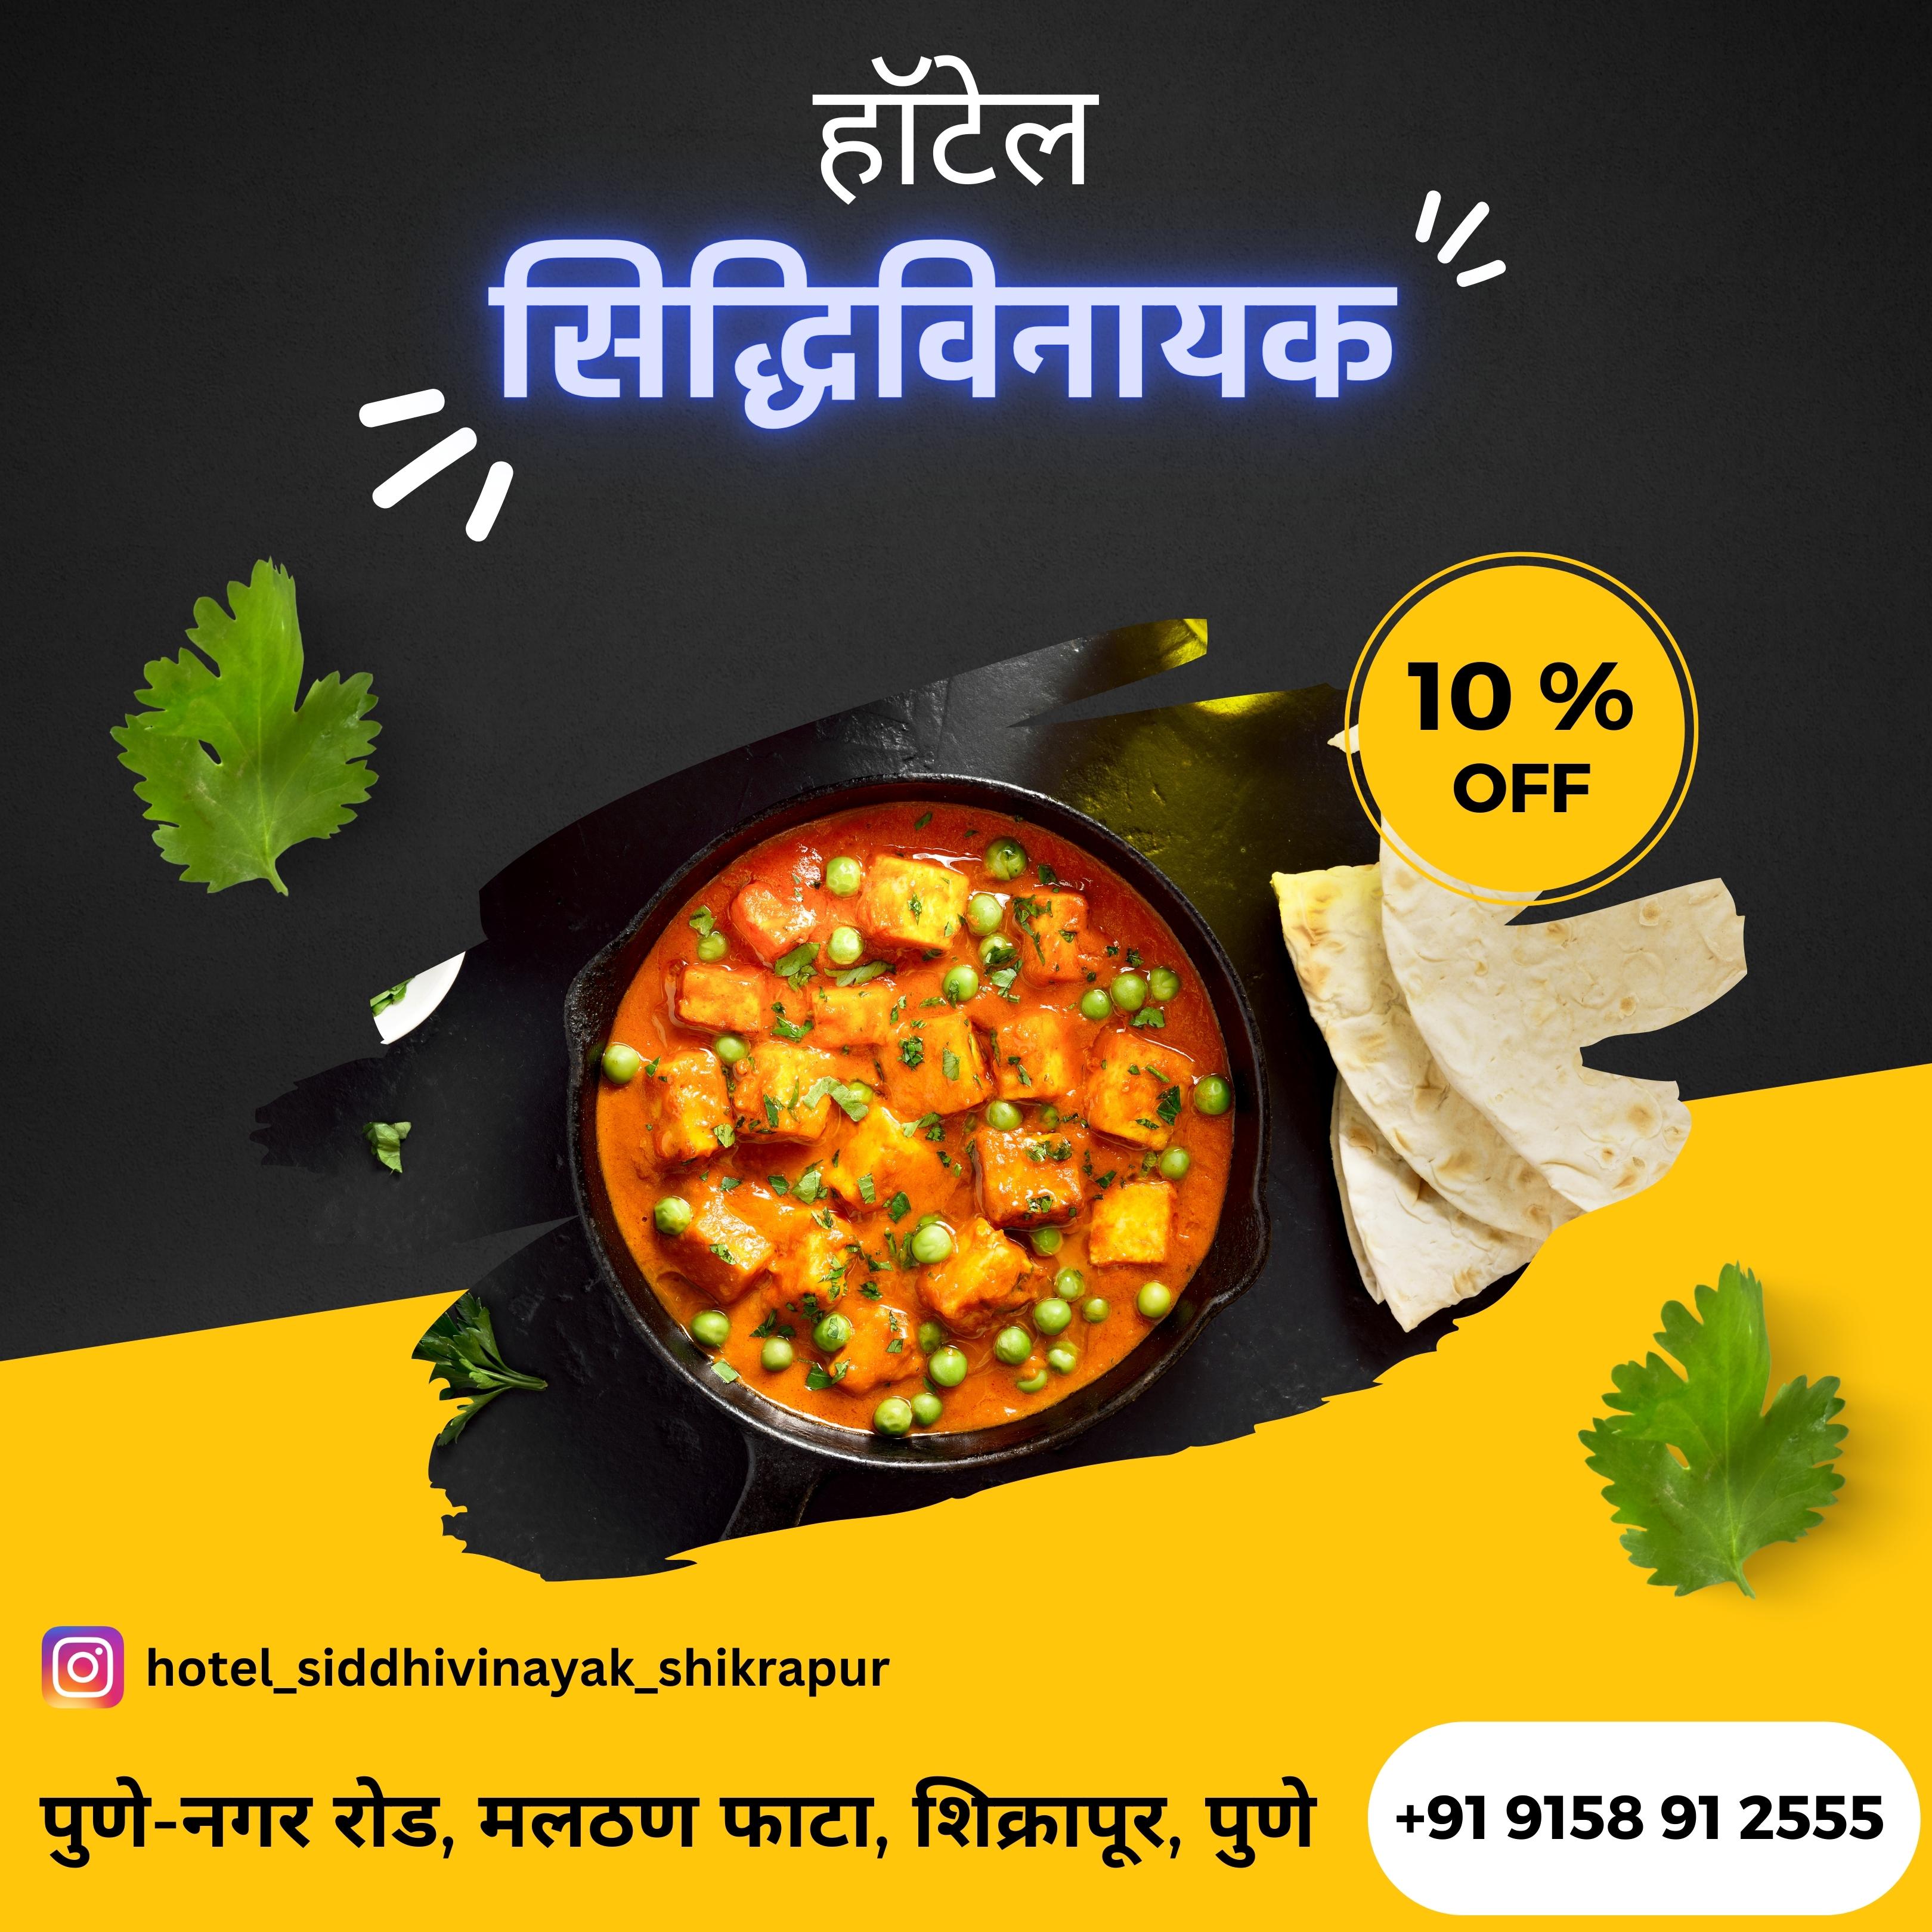 हॉटेल
सिद्धिविनायक
10 %
OFF
hotel_siddhivinayak_shikrapur
पुणे-नगर रोड, मलठण फाटा, शिक्रापूर, पुणे
+91 9158 91 2555